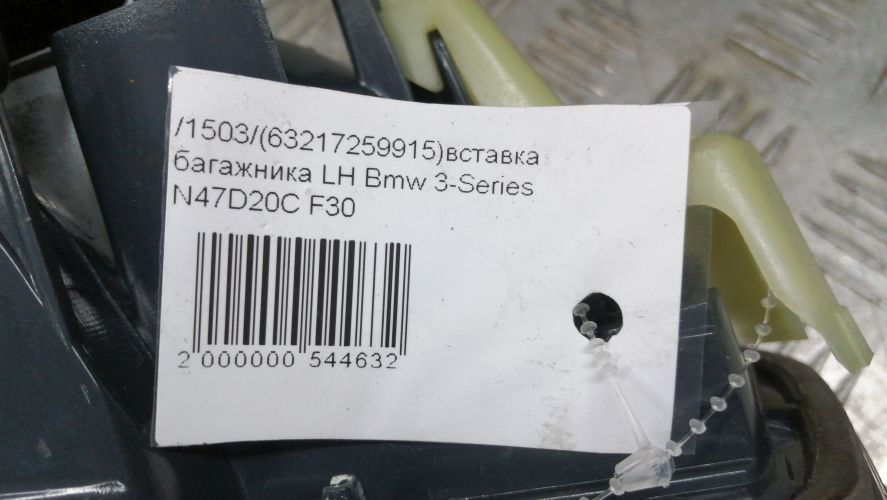 /1503/(63217259915)вставка
багажника LH Bmw 3-Series
N47D20C F30
2 000000 544632